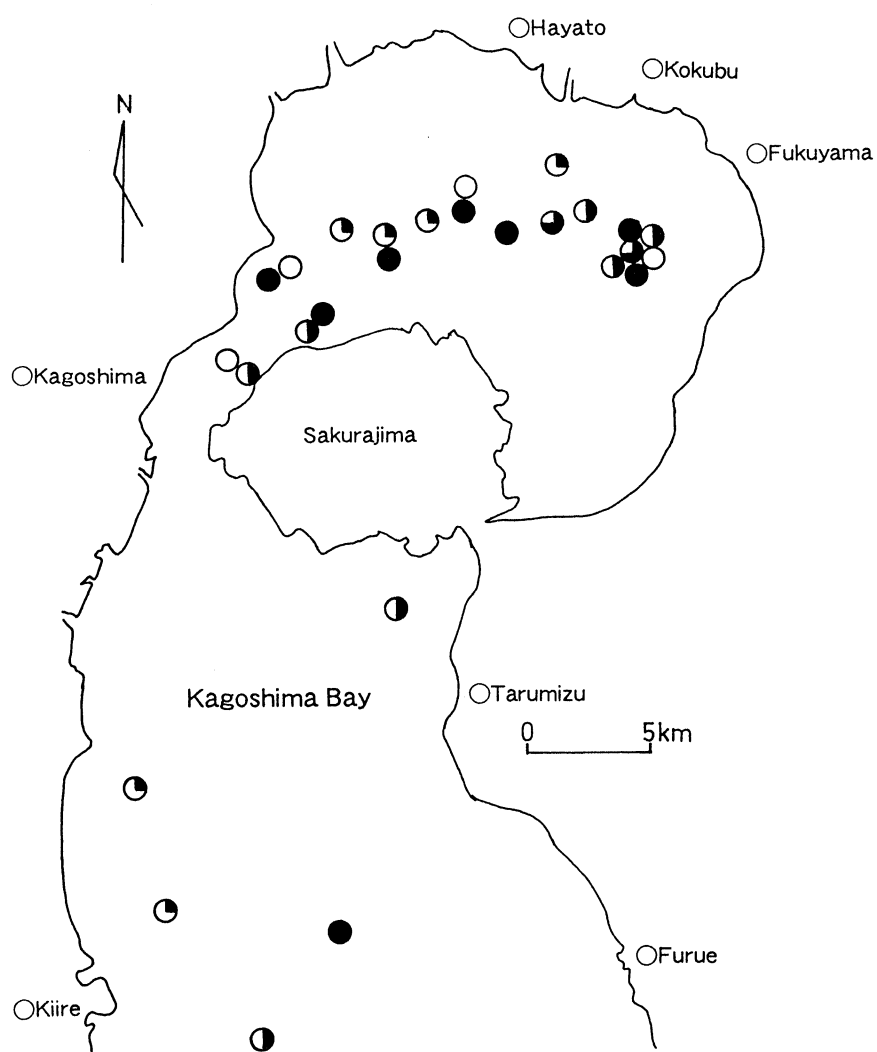 Hayato
Kokubu
N
Fukuyama
Kagoshima
Sakurajima
Kagoshima Bay
Tarumizu
0 5km
Furue
Kiire